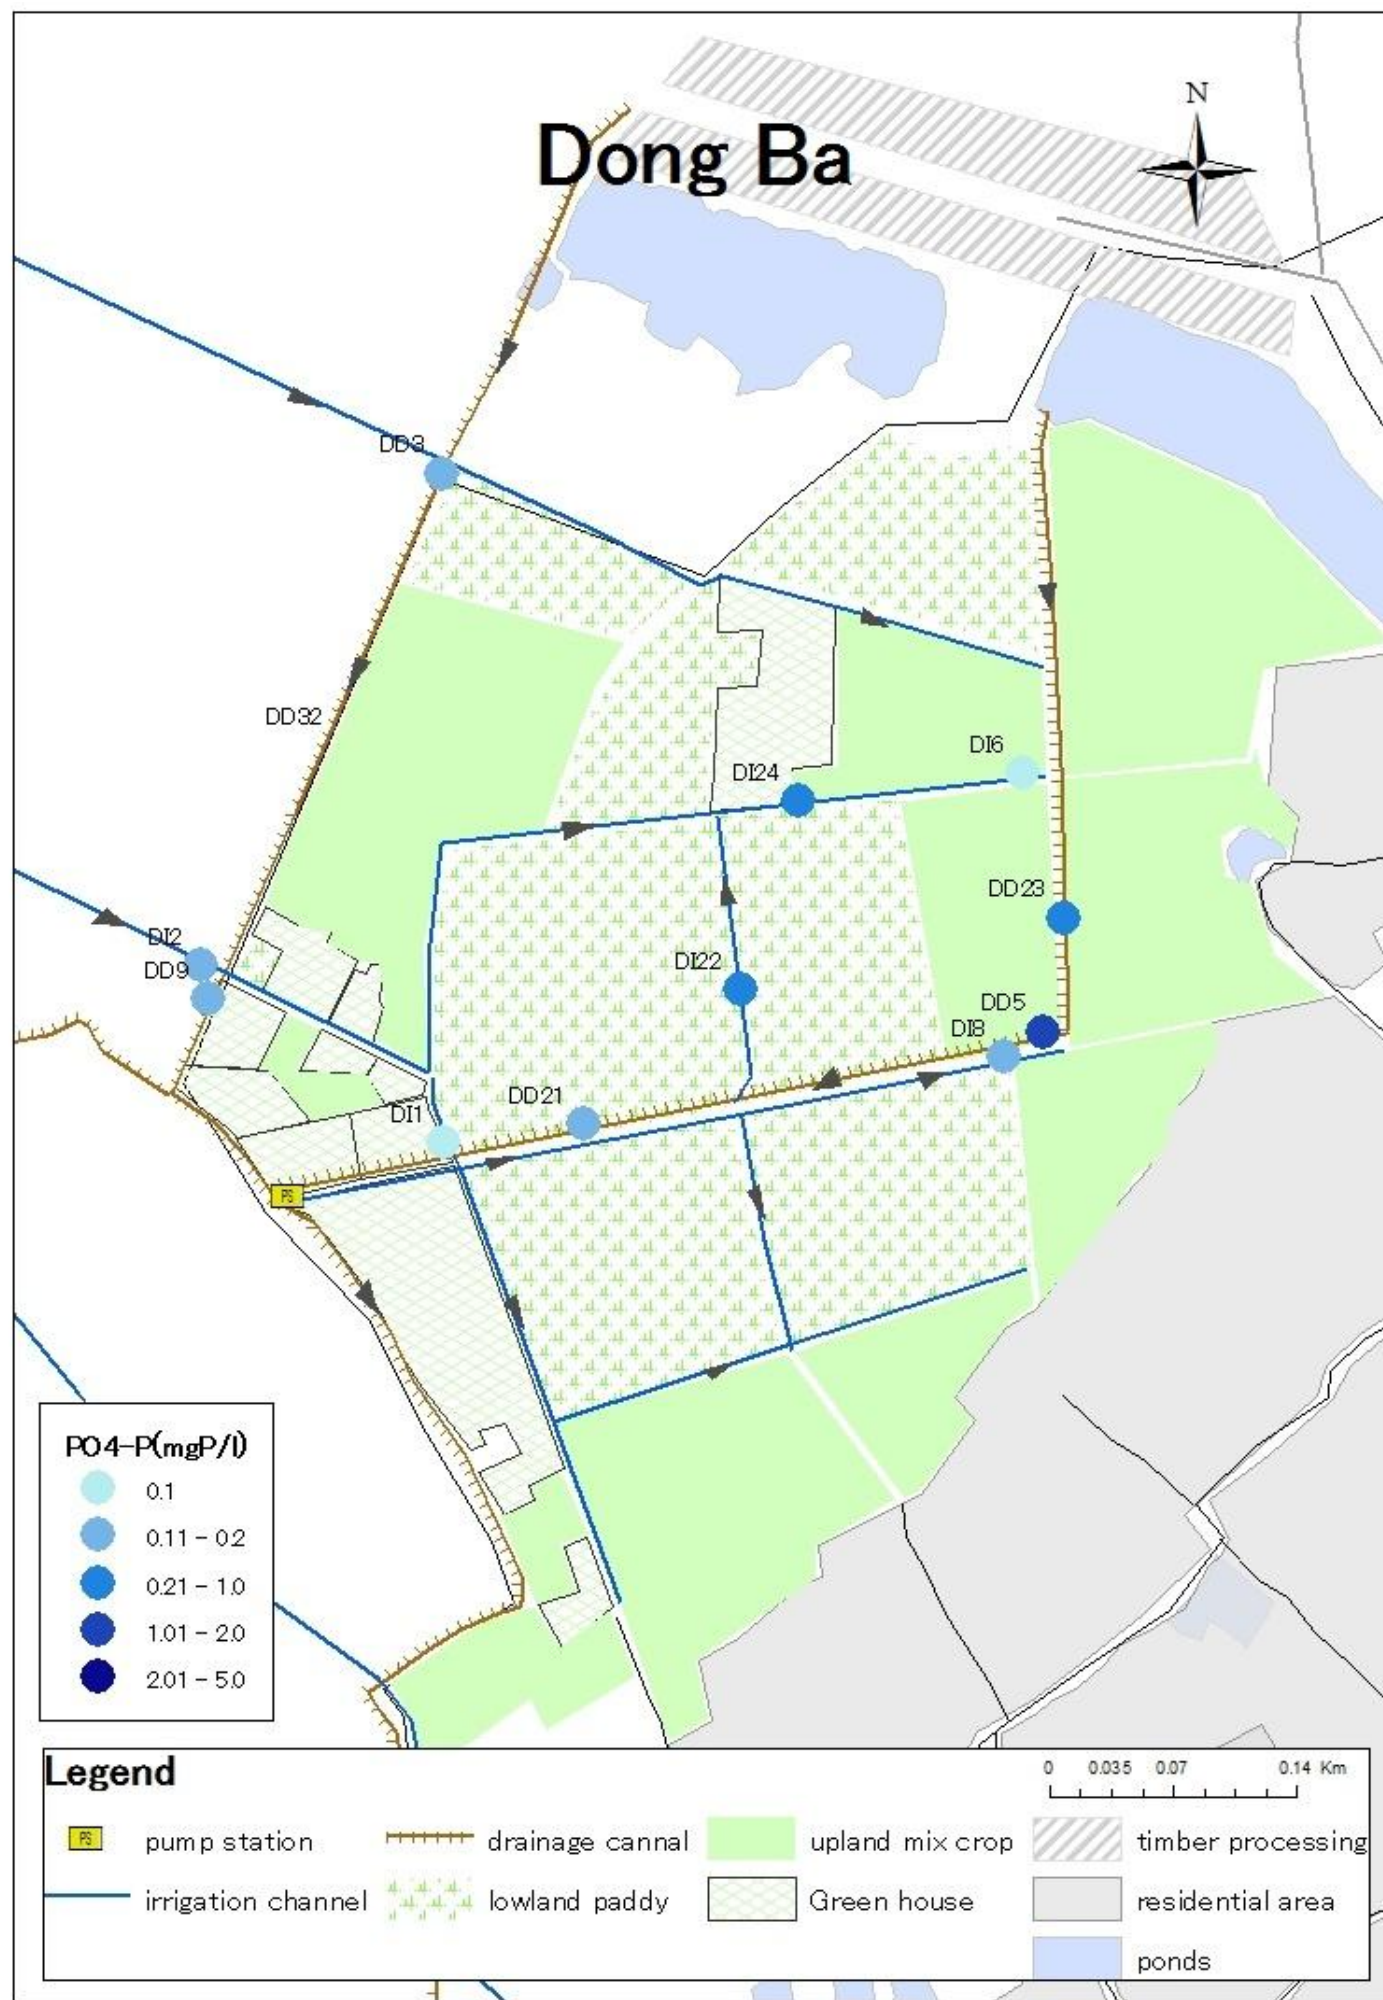 N
Dong Ba
DD3
DD32
DI6
DI24
DD23
DI2
DD9
DI22
DD5
DI8
DD21
DI1
PS
PO4-P(mgP/l)
0.1
0.11 - 0.2
0.21 - 1.0
1.01 - 2.0
2.01 - 5.0
Legend
0 0.035 0.07 0.14 Km
PS pump station drainage cannal upland mix crop timber processing
irrigation channel lowland paddy Green house residential area
ponds